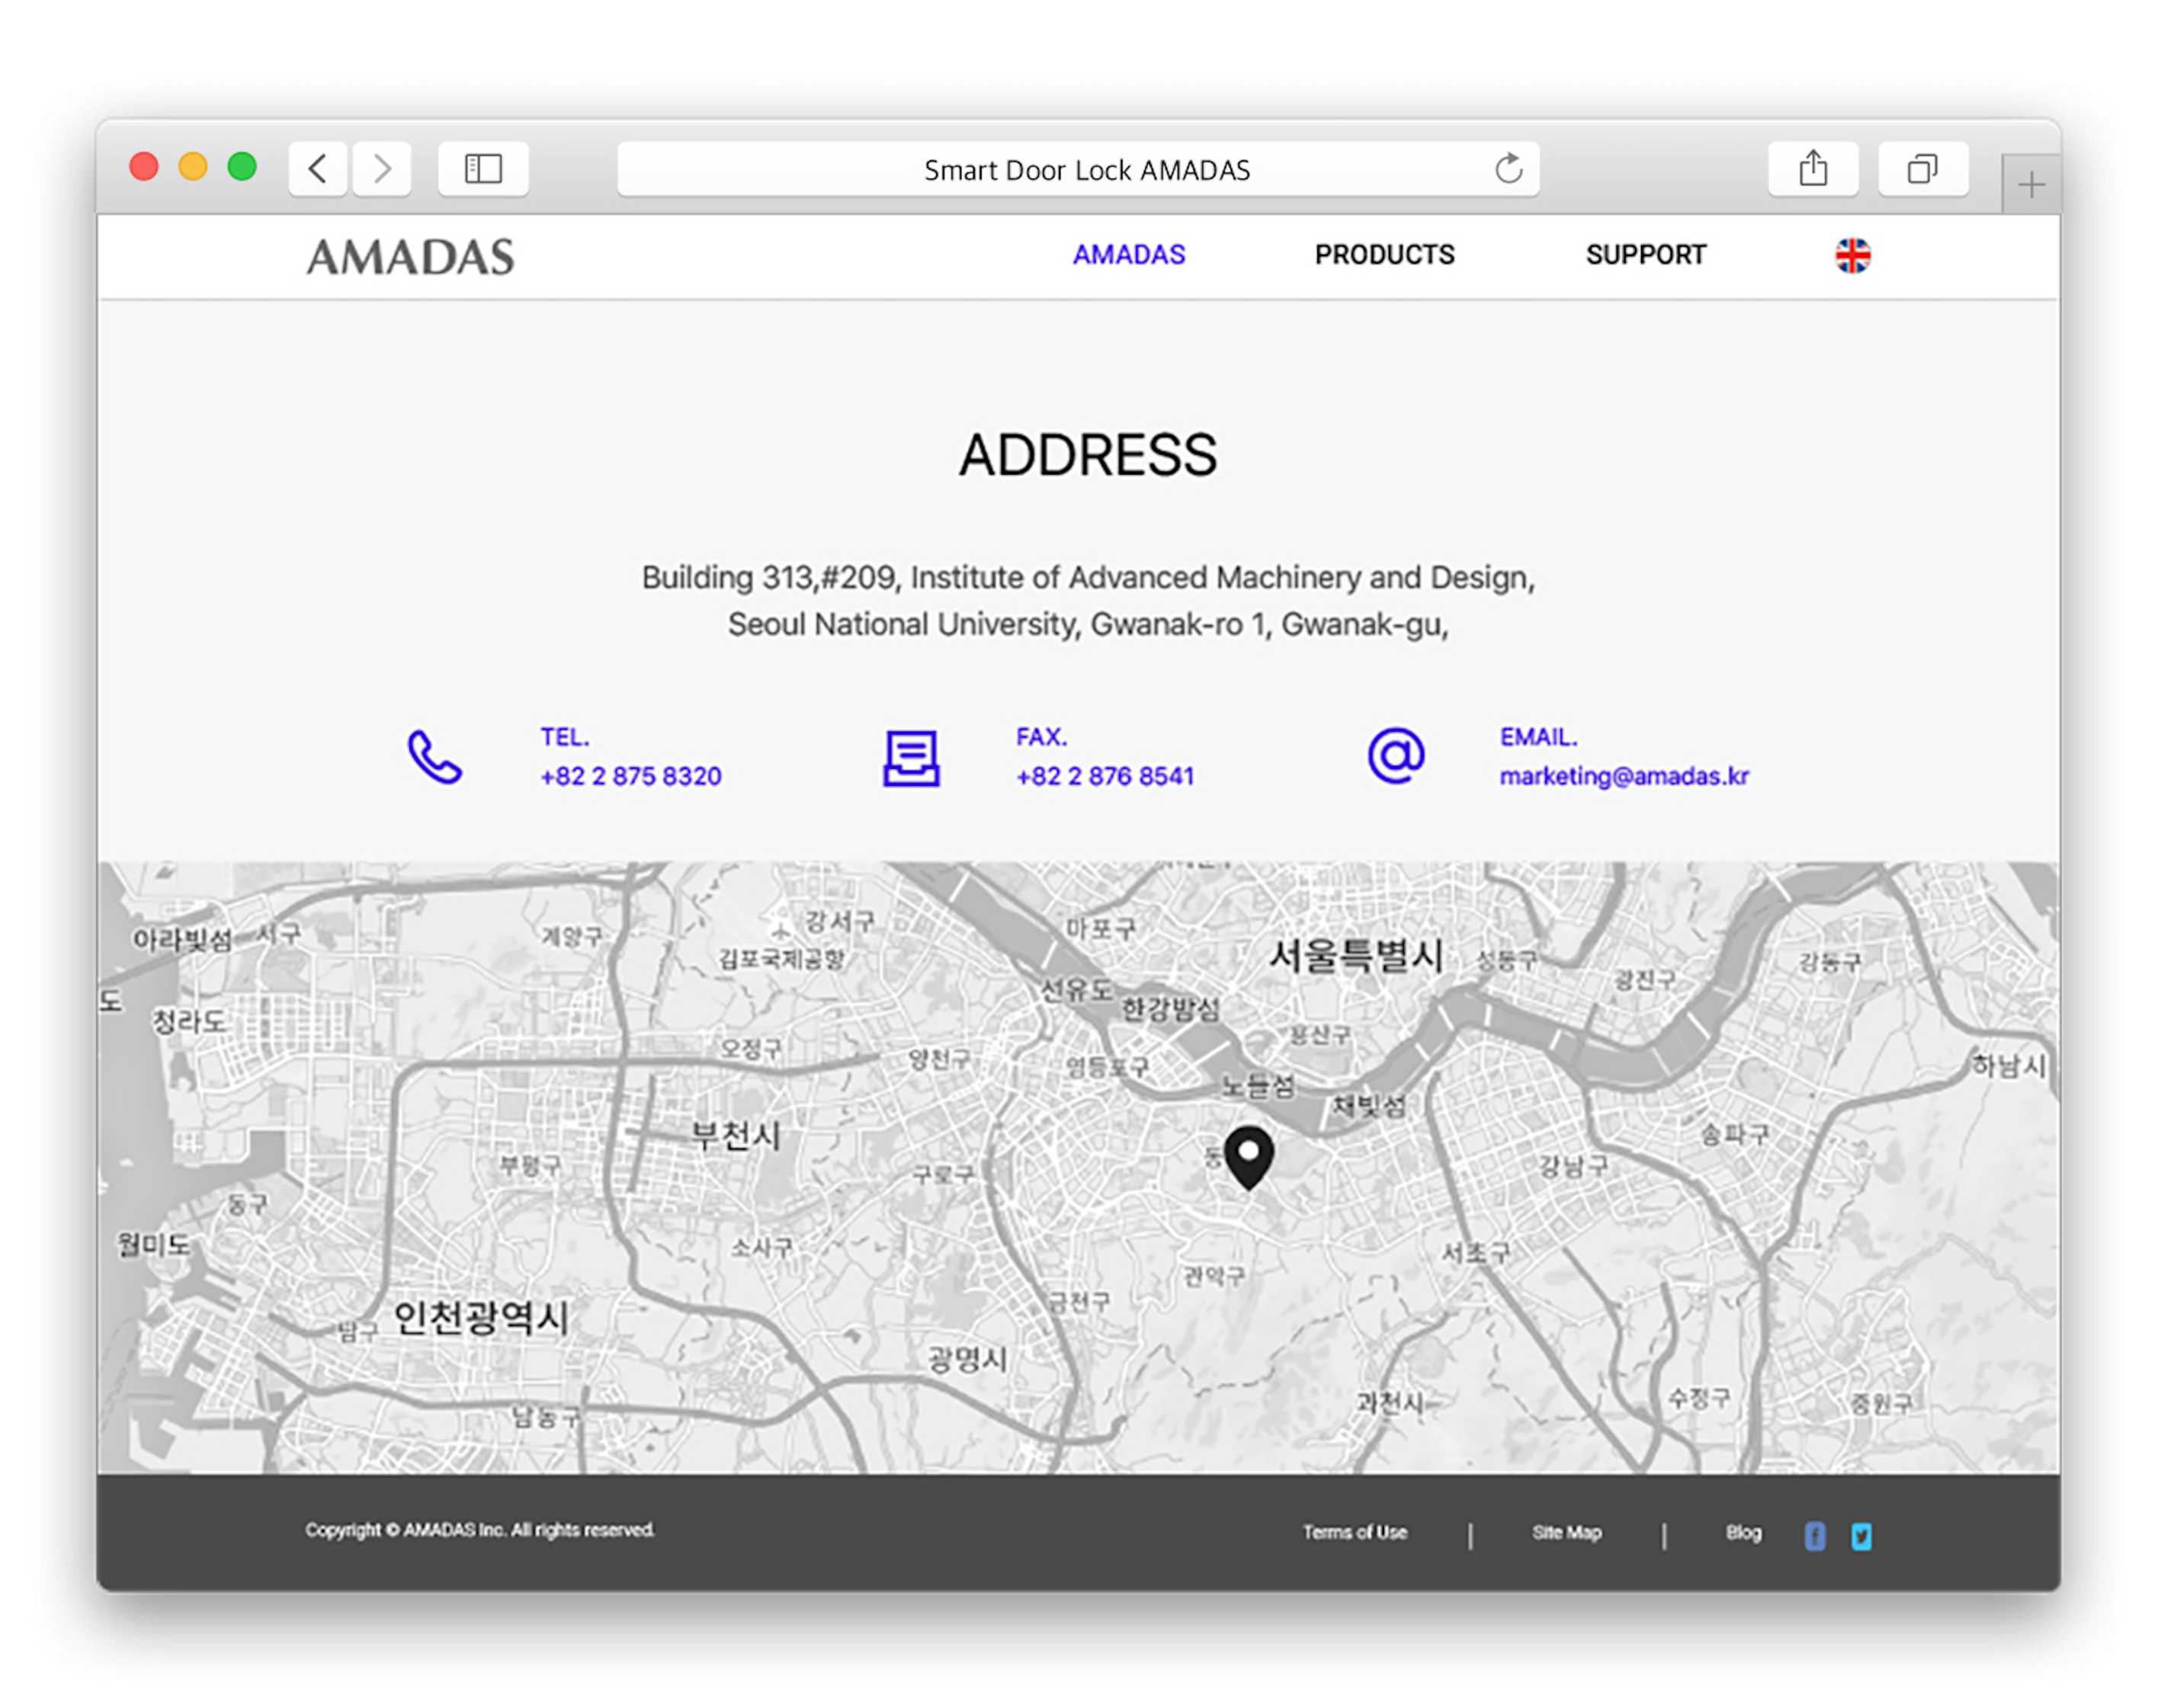 Smart Door Lock AMADAS
AMADAS
AMADAS PRODUCTS SUPPORT
ADDRESS
Building 313,#209, Institute of Advanced Machinery and Design,
Seoul National University, Gwanak-ro 1, Gwanak-gu,
TEL.
+82 2 875 8320
FAX.
+82 2 876 8541
EMAIL.
marketing@amadas.kr
강서구
마포구
아라빛섬
서구
계양구
김포국제공항
서울특별시
성동구
광진구
강동구
도
청라도
선유도
한강밤섬
용산구
오정구
양천구
영등포구
노들섬
채빛섬
하남시
부천시
송파구
부평구
구로구
동
강남구
동구
월미도
소사구
서초구
관악구
금천구
남구
인천광역시
광명시
과천시
수정구
중원구
남동구
Copyright © AMADAS Inc. All rights reserved.
Terms of Use | Site Map | Blog